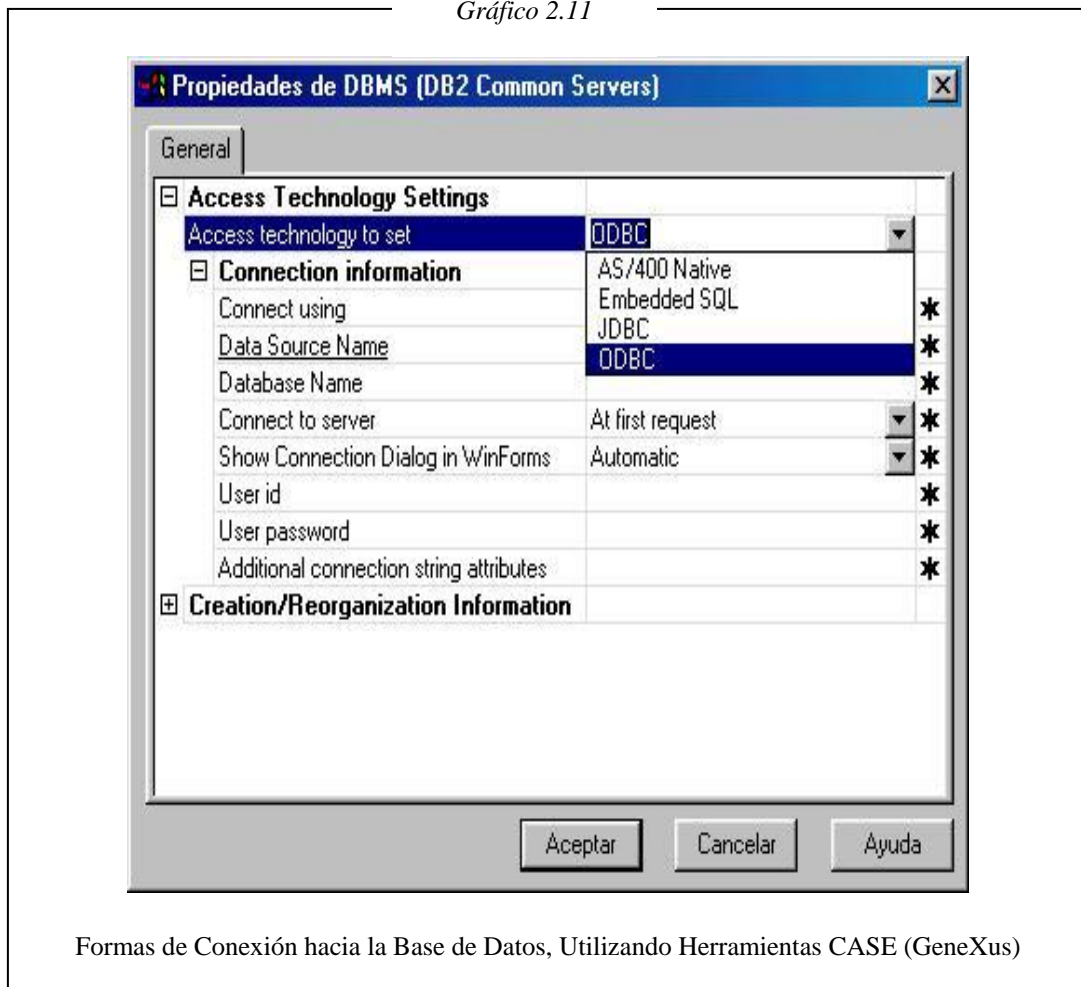 Gráfico 2.11
Propiedades de DBMS (DB2 Common Servers)
General
Access Technology Settings
Access technology to set ODBC
AS/400 Native
Embedded SQL
JDBC
ODBC
Connection information
Connect using
Data Source Name
Database Name
Connect to server At first request
Show Connection Dialog in WinForms Automatic
User id
User password
Additional connection string attributes
Creation/Reorganization Information
Aceptar Cancelar Ayuda
Formas de Conexión hacia la Base de Datos, Utilizando Herramientas CASE (GeneXus)